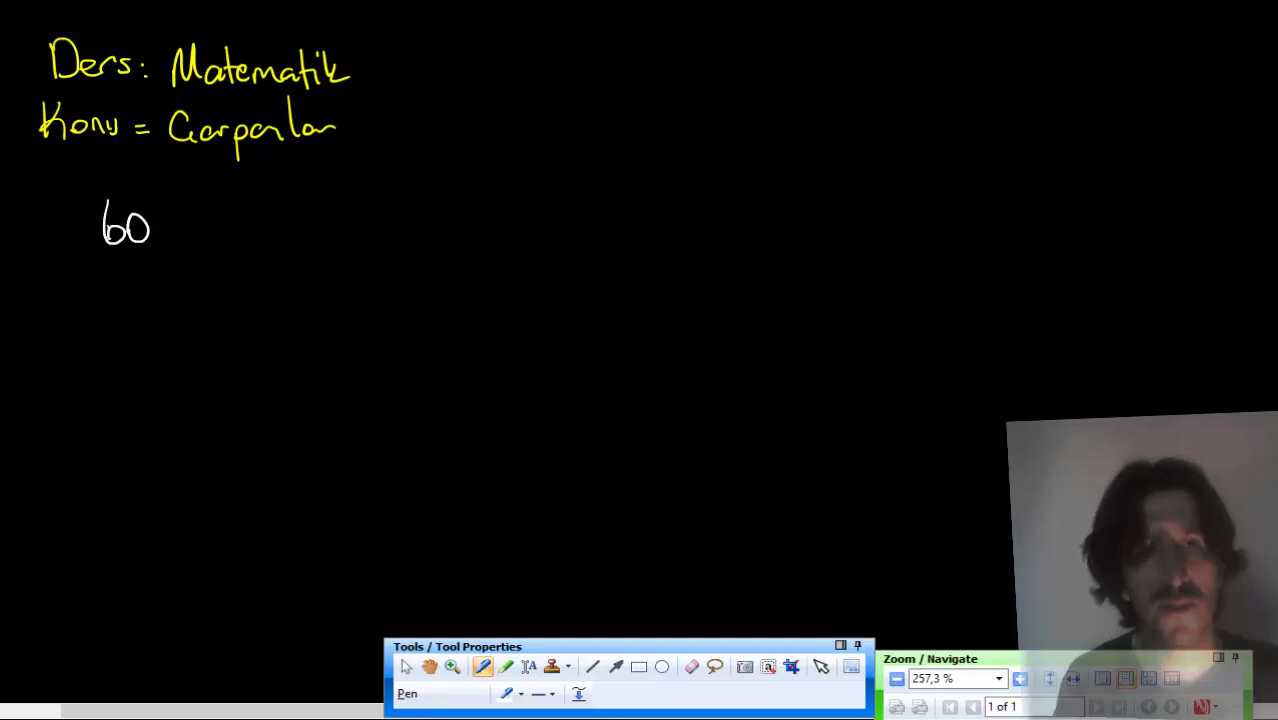 Ders: Matematik
Konu = Çarpanlar
60
Tools / Tool Properties
Pen
Zoom / Navigate
257,3 %
1 of 1